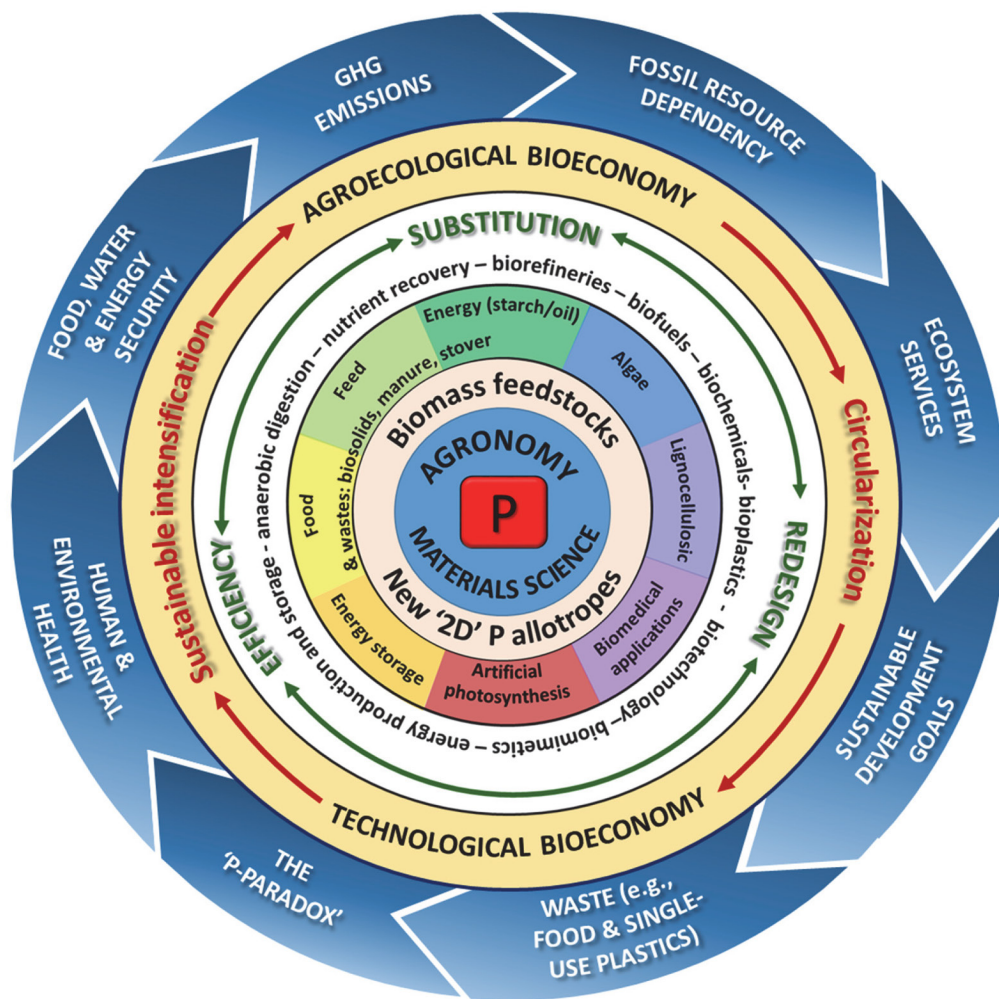 GHG
EMISSIONS
FOSSIL RESOURCE
DEPENDENCY
ECOSYSTEM
SERVICES
SUSTAINABLE
DEVELOPMENT
GOALS
WASTE (e.g.,
FOOD & SINGLE-
USE PLASTICS)
THE
'P-PARADOX'
HUMAN &
ENVIRONMENTAL
HEALTH
FOOD, WATER
& ENERGY
SECURITY
AGROECOLOGICAL BIOECONOMY
Circularization
TECHNOLOGICAL BIOECONOMY
Sustainable intensification
SUBSTITUTION
REDESIGN
EFFICIENCY
anaerobic digestion – nutrient recovery – biorefineries – biofuels – biochemicals- bioplastics - biotechnology– biomimetics – energy production and storage -
Energy (starch/oil)
Algae
Lignocellulosic
Biomedical
applications
Artificial
photosynthesis
Energy storage
Food
Feed
& wastes: biosolids, manure, stover
Biomass feedstocks
New '2D' P allotropes
AGRONOMY
P
MATERIALS SCIENCE